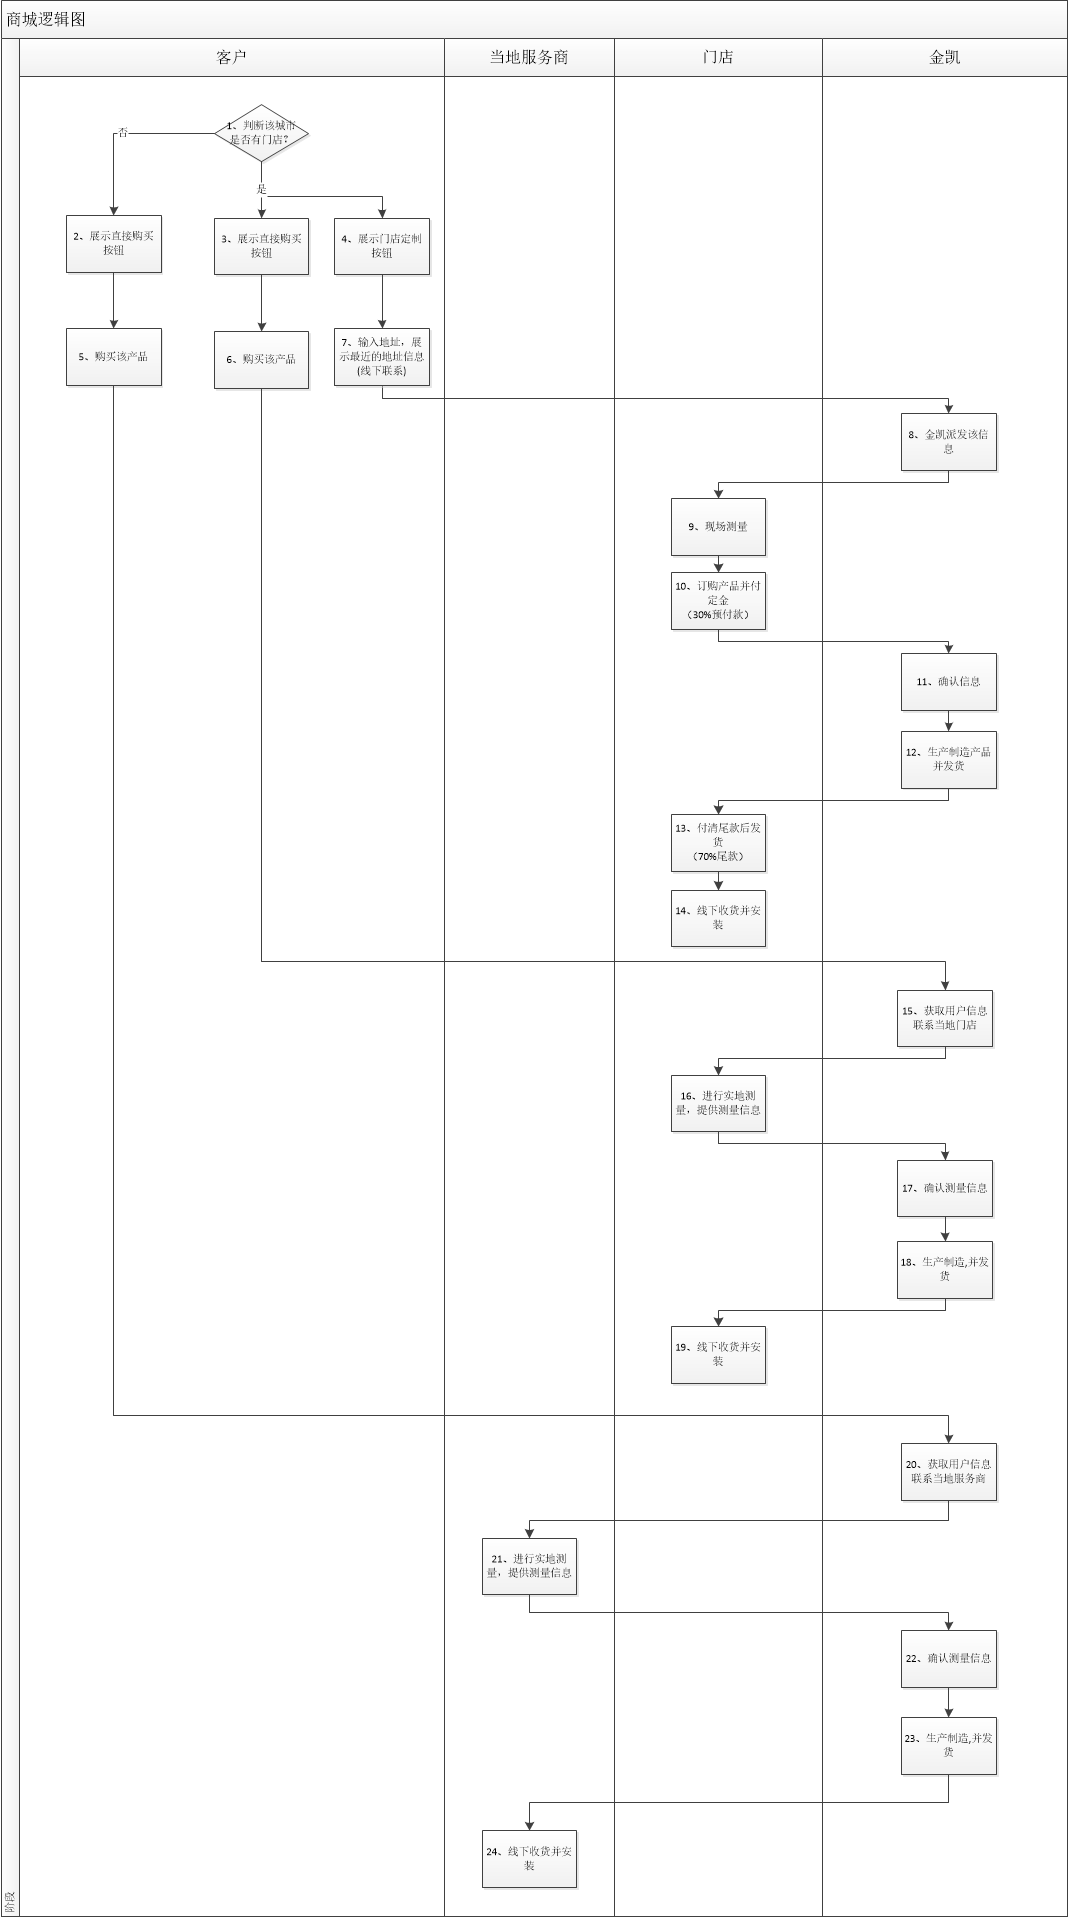 商城逻辑图
客户
当地服务商
门店
金凯
1、判断该城市
是否有门店?
否
是
2、展示直接购买
按钮
3、展示直接购买
按钮
4、展示门店定制
按钮
5、购买该产品
6、购买该产品
7、输入地址，展
示最近的地址信息
(线下联系)
8、金凯派发该信
息
9、现场测量
10、订购产品并付
定金
（30%预付款）
11、确认信息
12、生产制造产品
并发货
13、付清尾款后发
货
（70%尾款）
14、线下收货并安
装
15、获取用户信息
联系当地门店
16、进行实地测
量，提供测量信息
17、确认测量信息
18、生产制造,并发
货
19、线下收货并安
装
20、获取用户信息
联系当地服务商
21、进行实地测
量，提供测量信息
22、确认测量信息
23、生产制造,并发
货
24、线下收货并安
装
阶段